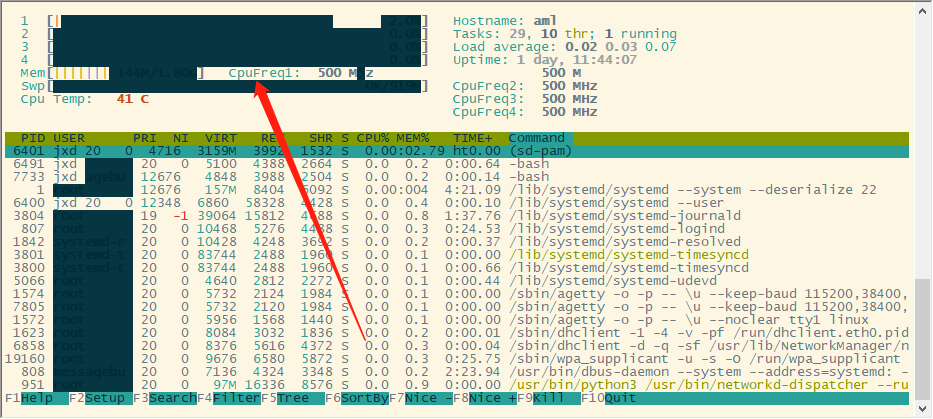 1 [| 2.0%] Hostname: aml
2 [ 0.0%] Tasks: 29, 10 thr; 1 running
3 [ 0.0%] Load average: 0.02 0.03 0.07
4 [ 0.0%] Uptime: 1 day, 11:44:07
Mem[||||||| 144M/1.80G] CpuFreq1: 500 MHz 500 M
Swp[ 0K/919M] CpuFreq2: 500 MHz
Cpu Temp: 41 C CpuFreq3: 500 MHz
CpuFreq4: 500 MHz
PID USER PRI NI VIRT RES SHR S CPU% MEM% TIME+ Command
6401 jxd 20 0 4716 3159M 3992 1532 S 0.00:02.79 ht0.00 (sd-pam)
6491 jxd 20 0 5100 4388 2664 S 0.0 0.2 0:00.64 -bash
7733 jxd agebu 12676 4848 3988 2504 S 0.0 0.2 0:00.14 -bash
1 root 12676 157M 8404 6092 S 0.00:004 4:21.09 /lib/systemd/systemd --system --deserialize 22
6400 jxd 20 0 12348 6860 58328 4428 S 0.0 0.4 0:00.10 /lib/systemd/systemd --user
3804 root 19 -1 39064 15812 4488 S 0.0 0.8 1:37.76 /lib/systemd/systemd-journald
807 root 20 0 10468 5276 4488 S 0.0 0.3 0:24.53 /lib/systemd/systemd-logind
1842 systemd-r 20 0 10428 4248 3692 S 0.0 0.2 0:00.37 /lib/systemd/systemd-resolved
3801 systemd-t 20 0 83744 2488 1960 S 0.0 0.1 0:00.00 /lib/systemd/systemd-timesyncd
3800 systemd-t 20 0 83744 2488 1960 S 0.0 0.1 0:00.66 /lib/systemd/systemd-timesyncd
5066 root 20 0 4640 2812 2272 S 0.0 0.1 0:00.44 /lib/systemd/systemd-udevd
1574 root 20 0 5732 2124 1984 S 0.0 0.1 0:00.00 /sbin/agetty -o -p -- \u --keep-baud 115200,38400,
7805 root 20 0 5732 2120 1984 S 0.0 0.1 0:00.00 /sbin/agetty -o -p -- \u --keep-baud 115200,38400,
1572 root 20 0 5956 1568 1440 S 0.0 0.1 0:00.00 /sbin/agetty -o -p -- \u --noclear tty1 linux
1623 root 20 0 8084 3032 1836 S 0.0 0.2 0:00.01 /sbin/dhclient -1 -4 -v -pf /run/dhclient.eth0.pid
6858 root 20 0 8376 5616 4372 S 0.0 0.3 0:00.04 /sbin/dhclient -d -q -sf /usr/lib/NetworkManager/n
19160 root 20 0 9676 6580 5872 S 0.0 0.3 0:25.75 /sbin/wpa_supplicant -u -s -O /run/wpa_supplicant
808 messagebu 20 0 7136 4324 3348 S 0.0 0.2 2:23.94 /usr/bin/dbus-daemon --system --address=systemd: -
951 root 20 0 97M 16336 8576 S 0.0 0.9 0:00.00 /usr/bin/python3 /usr/bin/networkd-dispatcher --ru
F1Help F2Setup F3SearchF4FilterF5Tree F6SortByF7Nice -F8Nice +F9Kill F10Quit